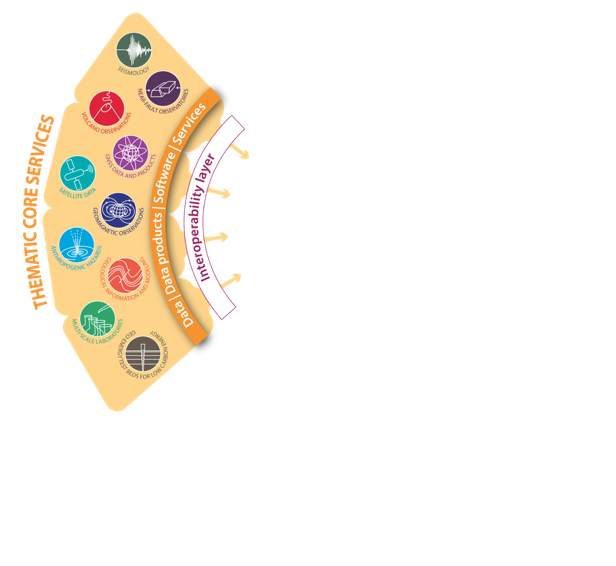 THEMATIC CORE SERVICES
SEISMOLOGY
NEAR-FAULT OBSERVATORIES
VOLCANO OBSERVATIONS
GNSS DATA AND PRODUCTS
SATELLITE DATA
GEOMAGNETIC OBSERVATIONS
ANTHROPOGENIC HAZARDS
GEOLOGICAL INFORMATION AND MODELING
MULTI-SCALE LABORATORIES
GEO-ENERGY TEST BEDS FOR LOW CARBON ENERGY
Data | Data products | Software | Services
Interoperability layer